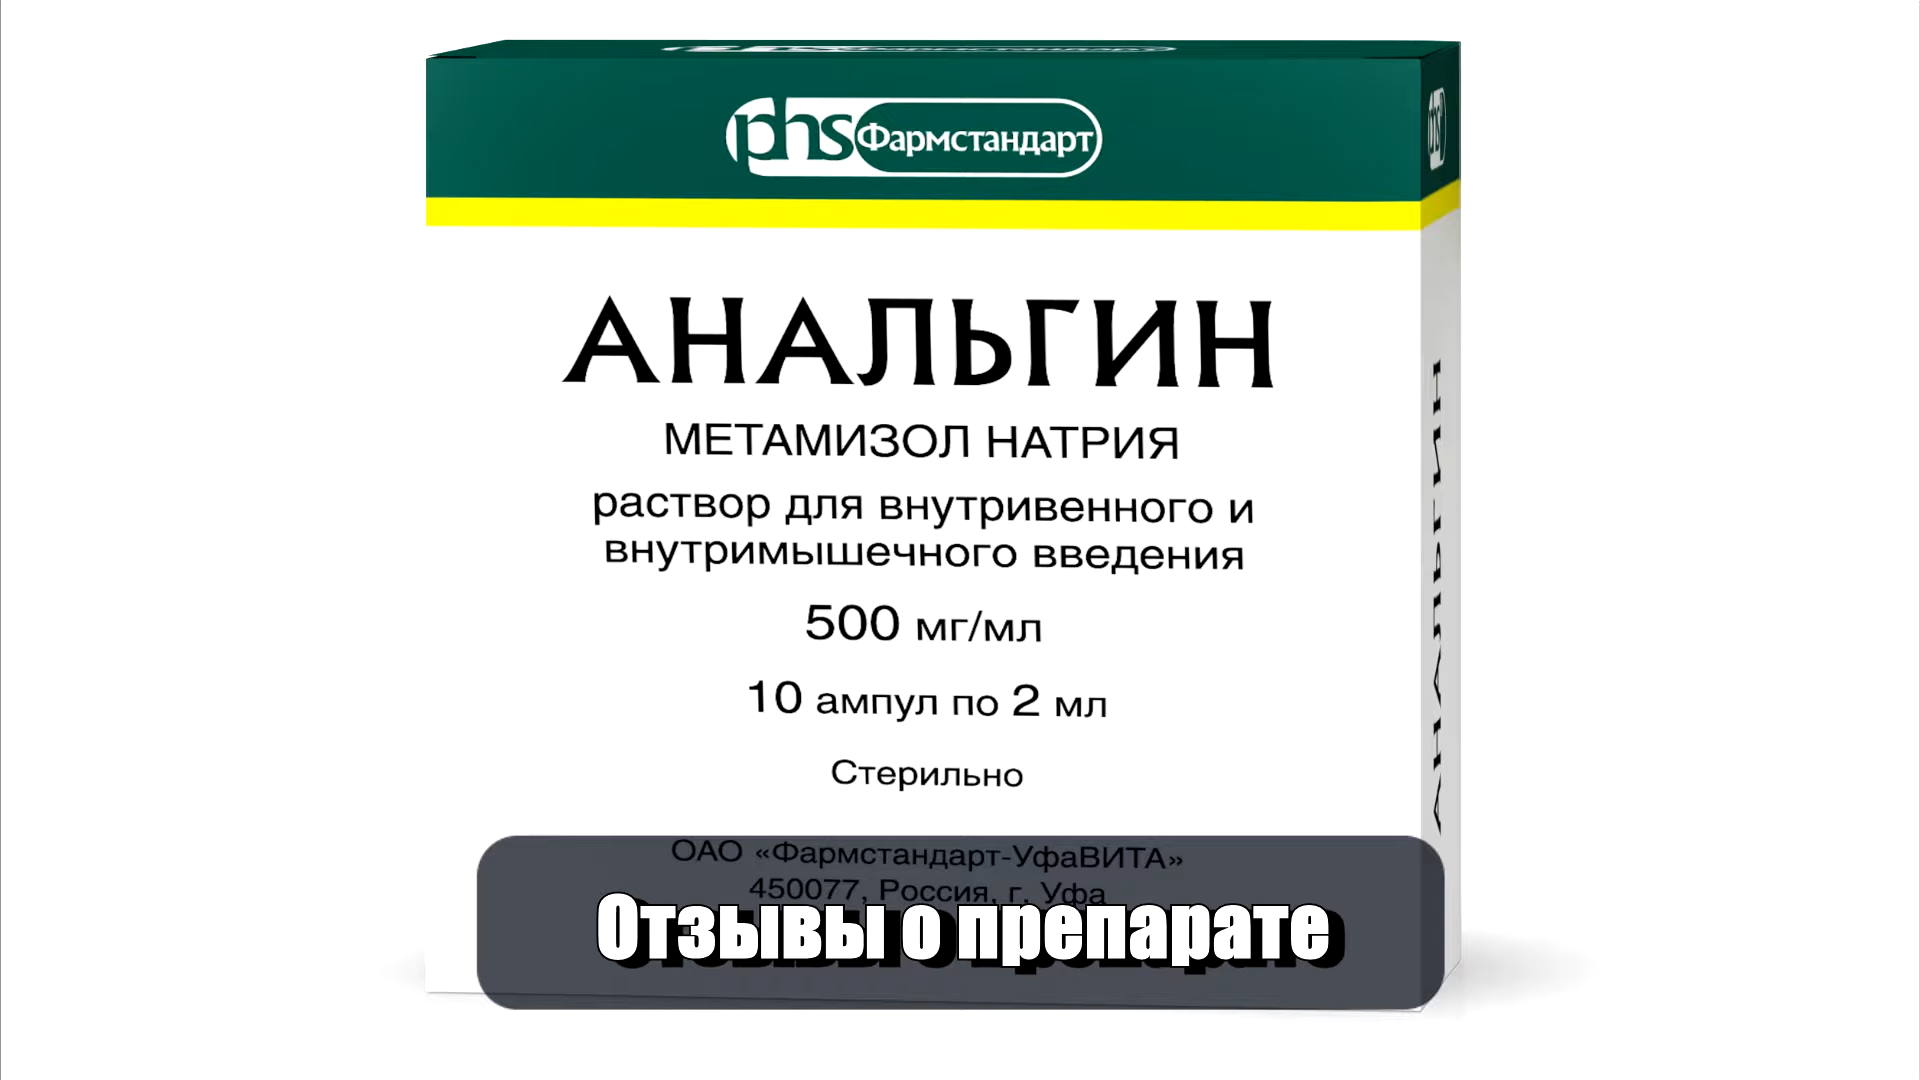 phs Фармстандарт
phs
АНАЛЬГИН
МЕТАМИЗОЛ НАТРИЯ
раствор для внутривенного и
внутримышечного введения
500 мг/мл
10 ампул по 2 мл
Стерильно
ОАО «Фармстандарт-УфаВИТА»
450077, Россия, г. Уфа
Отзывы о препарате
АНАЛЬГИН